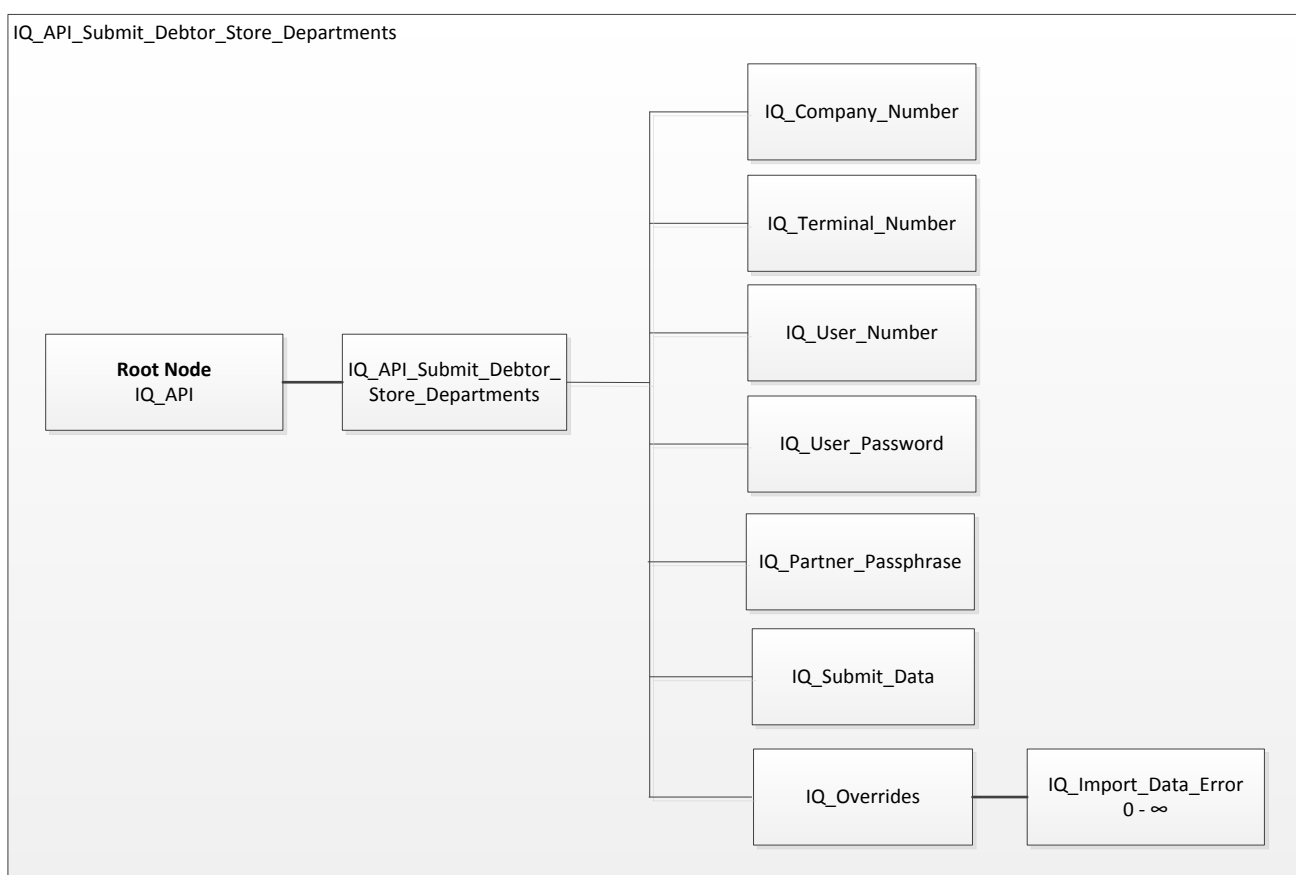 IQ_API_Submit_Debtor_Store_Departments
IQ_Company_Number
IQ_Terminal_Number
IQ_User_Number
Root Node
IQ_API
IQ_API_Submit_Debtor_
Store_Departments
IQ_User_Password
IQ_Partner_Passphrase
IQ_Submit_Data
IQ_Overrides
IQ_Import_Data_Error
0 - ∞